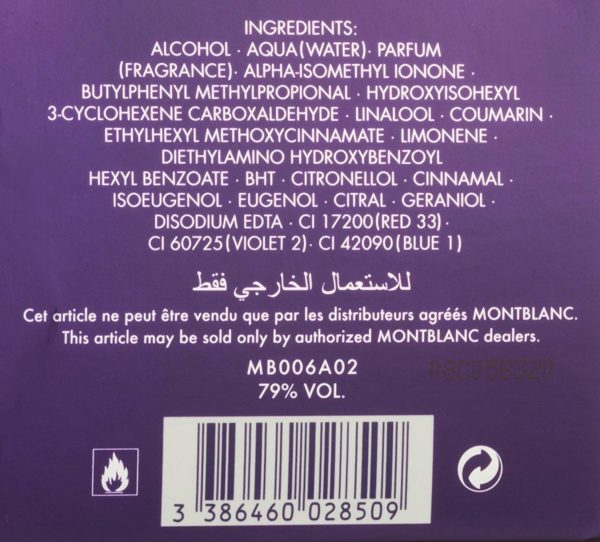 INGREDIENTS:
ALCOHOL · AQUA(WATER)· PARFUM
(FRAGRANCE)· ALPHA-ISOMETHYL IONONE ·
BUTYLPHENYL METHYLPROPIONAL · HYDROXYISOHEXYL
3-CYCLOHEXENE CARBOXALDEHYDE · LINALOOL · COUMARIN ·
ETHYLHEXYL METHOXYCINNAMATE · LIMONENE ·
DIETHYLAMINO HYDROXYBENZOYL
HEXYL BENZOATE · BHT · CITRONELLOL · CINNAMAL ·
ISOEUGENOL · EUGENOL · CITRAL · GERANIOL ·
DISODIUM EDTA · CI 17200(RED 33) ·
CI 60725(VIOLET 2)· CI 42090(BLUE 1)
للاستعمال الخارجي فقط
Cet article ne peut être vendu que par les distributeurs agréés MONTBLANC.
This article may be sold only by authorized MONTBLANC dealers.
MB006A02
79% VOL.
3 386460 028509